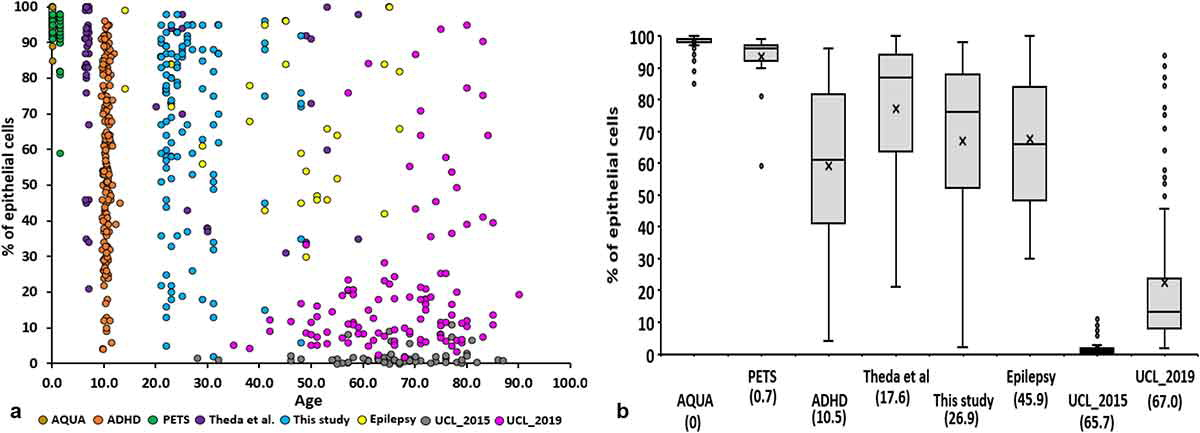 100
90
80
70
60
50
40
30
20
10
0
% of epithelial cells
0.0 10.0 20.0 30.0 40.0 50.0 60.0 70.0 80.0 90.0 100.0
Age
a
AQUA ADHD PETS Theda et al. This study Epilepsy UCL_2015 UCL_2019
100
90
80
70
60
50
40
30
20
10
0
% of epithelial cells
b
AQUA
(0)
PETS
(0.7)
ADHD
(10.5)
Theda et al
(17.6)
This study
(26.9)
Epilepsy
(45.9)
UCL_2015
(65.7)
UCL_2019
(67.0)